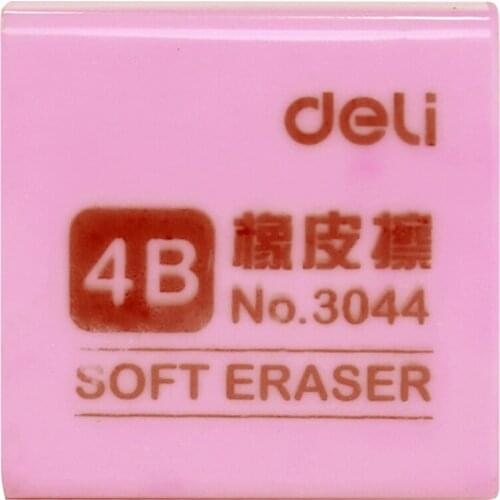 deli
4B 橡皮擦
No.3044
SOFT ERASER